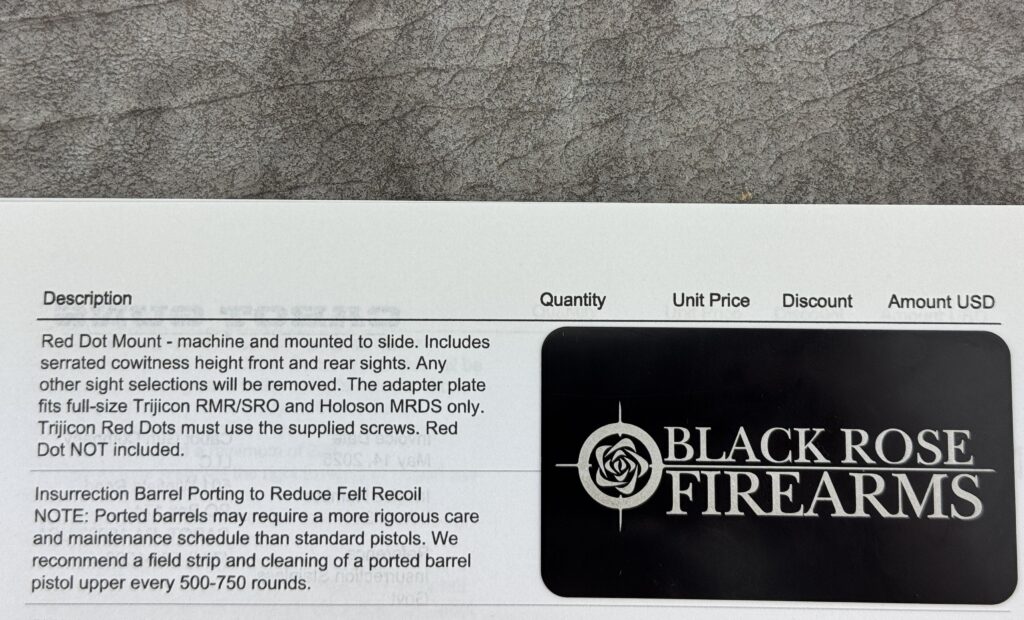 Description Quantity Unit Price Discount Amount USD
Red Dot Mount - machine and mounted to slide. Includes
serrated cowitness height front and rear sights. Any
other sight selections will be removed. The adapter plate
fits full-size Trijicon RMR/SRO and Holoson MRDS only.
Trijicon Red Dots must use the supplied screws. Red
Dot NOT included.
Insurrection Barrel Porting to Reduce Felt Recoil
NOTE: Ported barrels may require a more rigorous care
and maintenance schedule than standard pistols. We
recommend a field strip and cleaning of a ported barrel
pistol upper every 500-750 rounds.
BLACK ROSE
FIREARMS